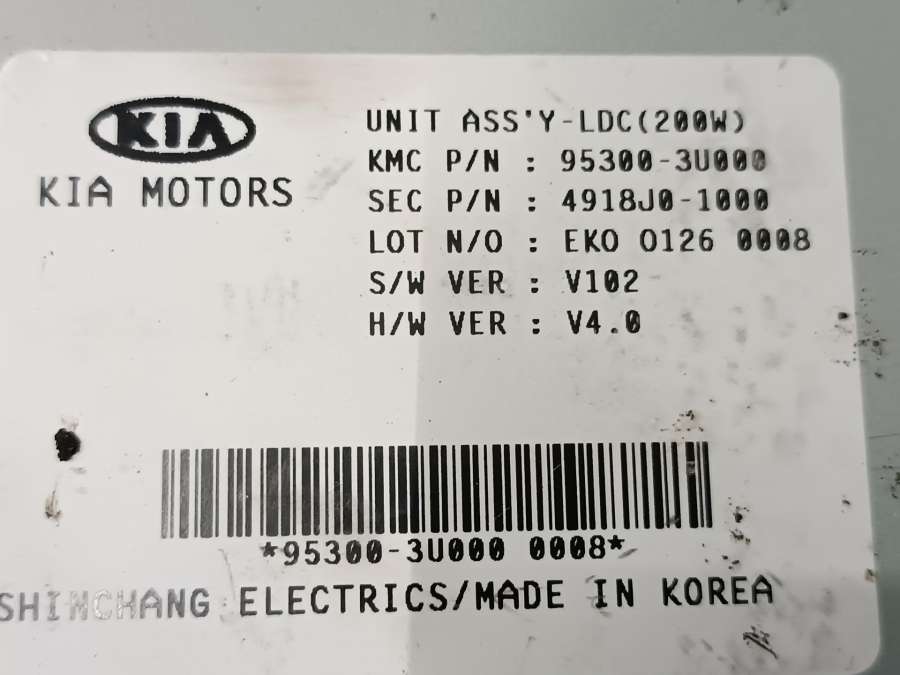 KIA
KIA MOTORS
UNIT ASS'Y-LDC(200W)
KMC P/N : 95300-3U000
SEC P/N : 4918J0-1000
LOT N/O : EKO O126 0008
S/W VER : V102
H/W VER : V4.0
*95300-3U000 0008*
SHINCHANG ELECTRICS/MADE IN KOREA